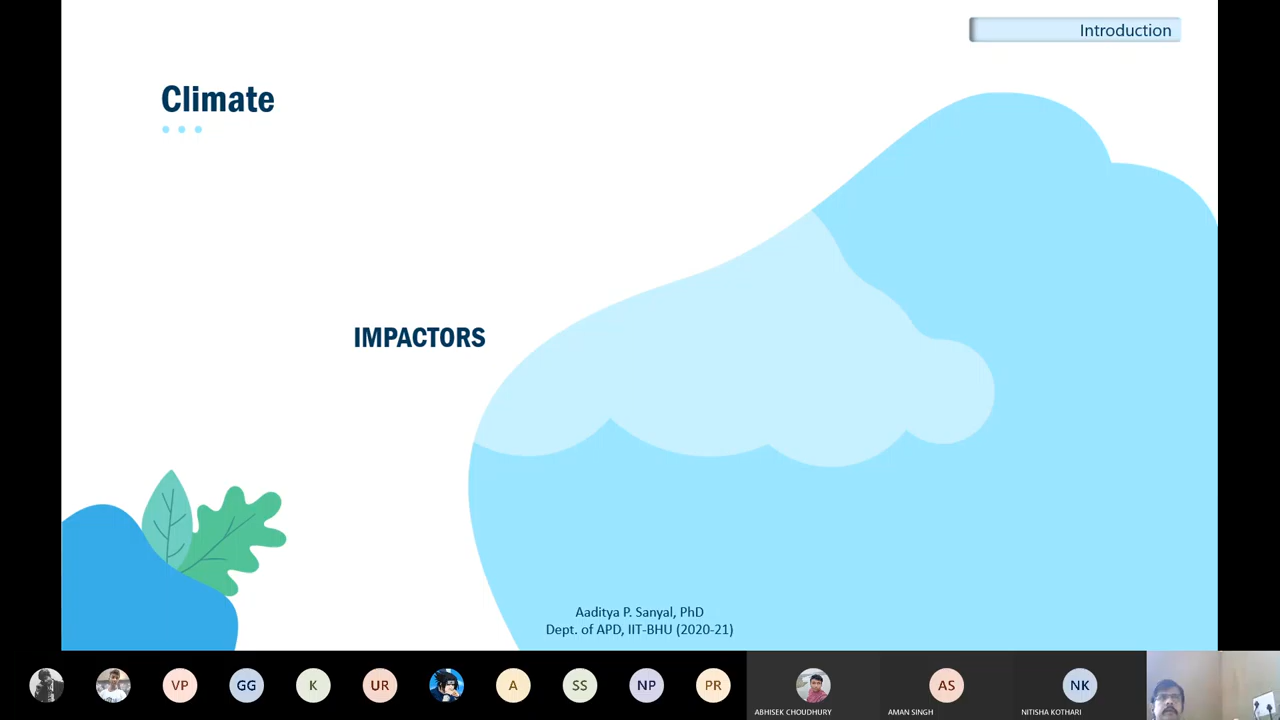 Introduction
Climate
IMPACTORS
Aaditya P. Sanyal, PhD
Dept. of APD, IIT-BHU (2020-21)
VP
GG
K
UR
A
SS
NP
PR
AS
NK
ABHISEK CHOUDHURY
AMAN SINGH
NITISHA KOTHARI